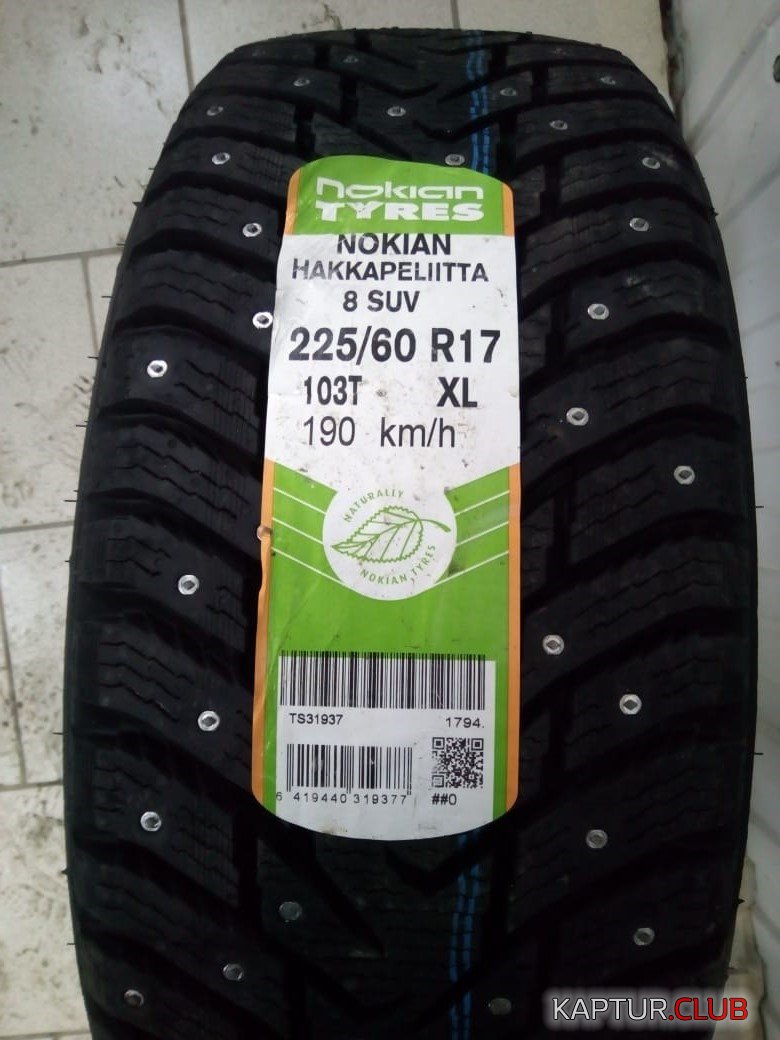 nokian
TYRES
NOKIAN
HAKKAPELIITTA
8 SUV
225/60 R17
103T XL
190 km/h
NATURALLY
NOKIAN TYRES
TS31937 1794.
6 419440 319377 ##0
KAPTUR.CLUB